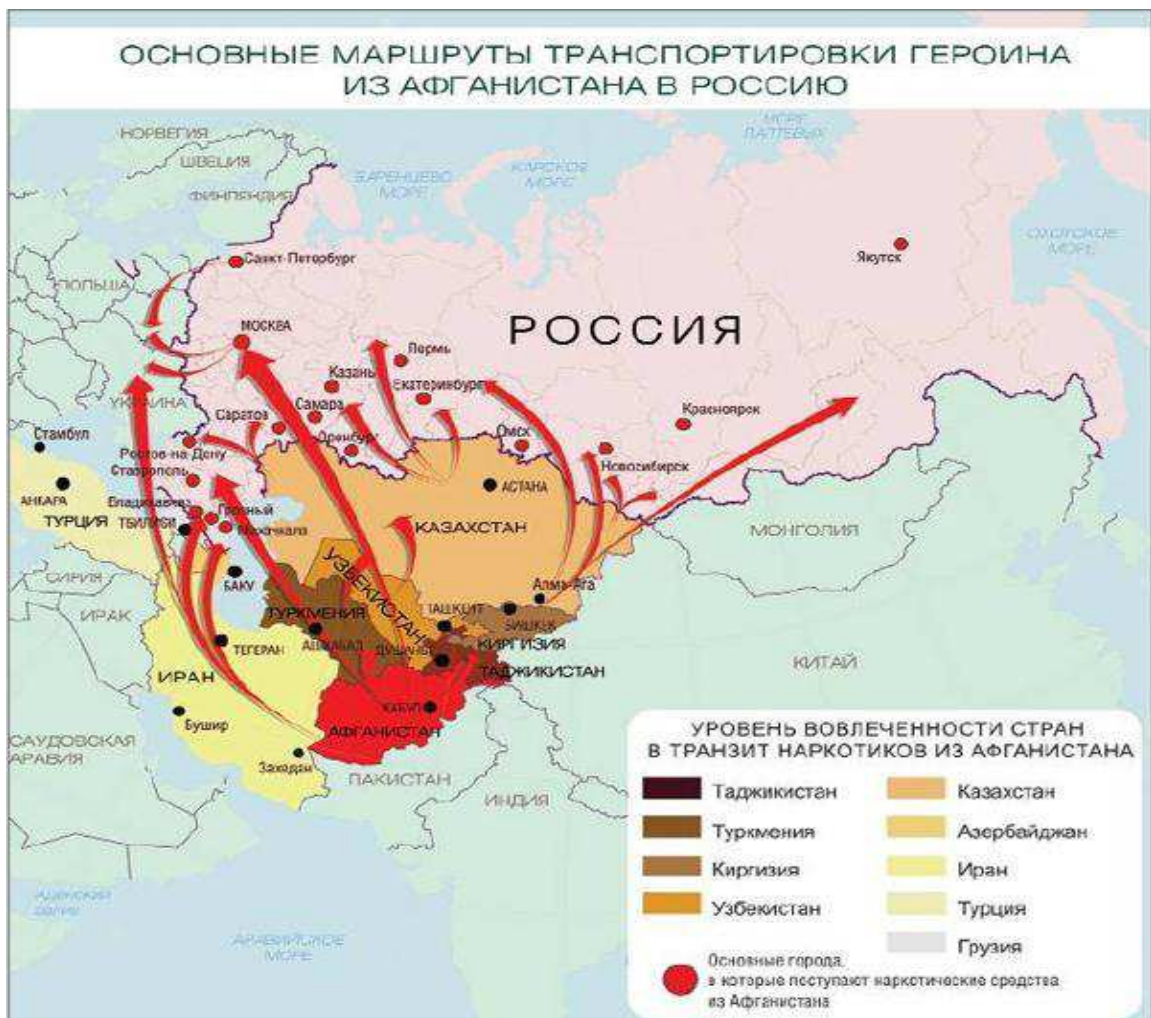 ОСНОВНЫЕ МАРШРУТЫ ТРАНСПОРТИРОВКИ ГЕРОИНА
ИЗ АФГАНИСТАНА В РОССИЮ
МОРЕ
ЛАПТЕВЫХ
НОРВЕГИЯ
ШВЕЦИЯ
ФИНЛЯНДИЯ
БАРЕНЦЕВО
МОРЕ
КАРСКОЕ
МОРЕ
ОХОТСКОЕ
МОРЕ
Якутск
Санкт-Петербург
ПОЛЬША
РОССИЯ
МОСКВА
Пермь
Казань
Екатеринбург
УКРАИНА
Самара
Саратов
Красноярск
Оренбург
Омск
Стамбул
Ростов-на-Дону
Новосибирск
Ставрополь
АСТАНА
АНКАРА
Владикавказ
Грозный
ТУРЦИЯ
ТБИЛИСИ
Махачкала
КАЗАХСТАН
МОНГОЛИЯ
СИРИЯ
УЗБЕКИСТАН
БАКУ
Алма-Ата
ИРАК
ТУРКМЕНИЯ
ТАШКЕНТ
БИШКЕК
ТЕГЕРАН
АШХАБАД
ДУШАНБЕ
КИРГИЗИЯ
ИРАН
ТАДЖИКИСТАН
КИТАЙ
Бушир
КАБУЛ
АФГАНИСТАН
САУДОВСКАЯ
АРАВИЯ
Захедан
ПАКИСТАН
ИНДИЯ
АРАВИЙСКОЕ
МОРЕ
УРОВЕНЬ ВОВЛЕЧЕННОСТИ СТРАН
В ТРАНЗИТ НАРКОТИКОВ ИЗ АФГАНИСТАНА
Таджикистан
Туркмения
Киргизия
Узбекистан
Казахстан
Азербайджан
Иран
Турция
Грузия
Основные города,
в которые поступают наркотические средства
из Афганистана